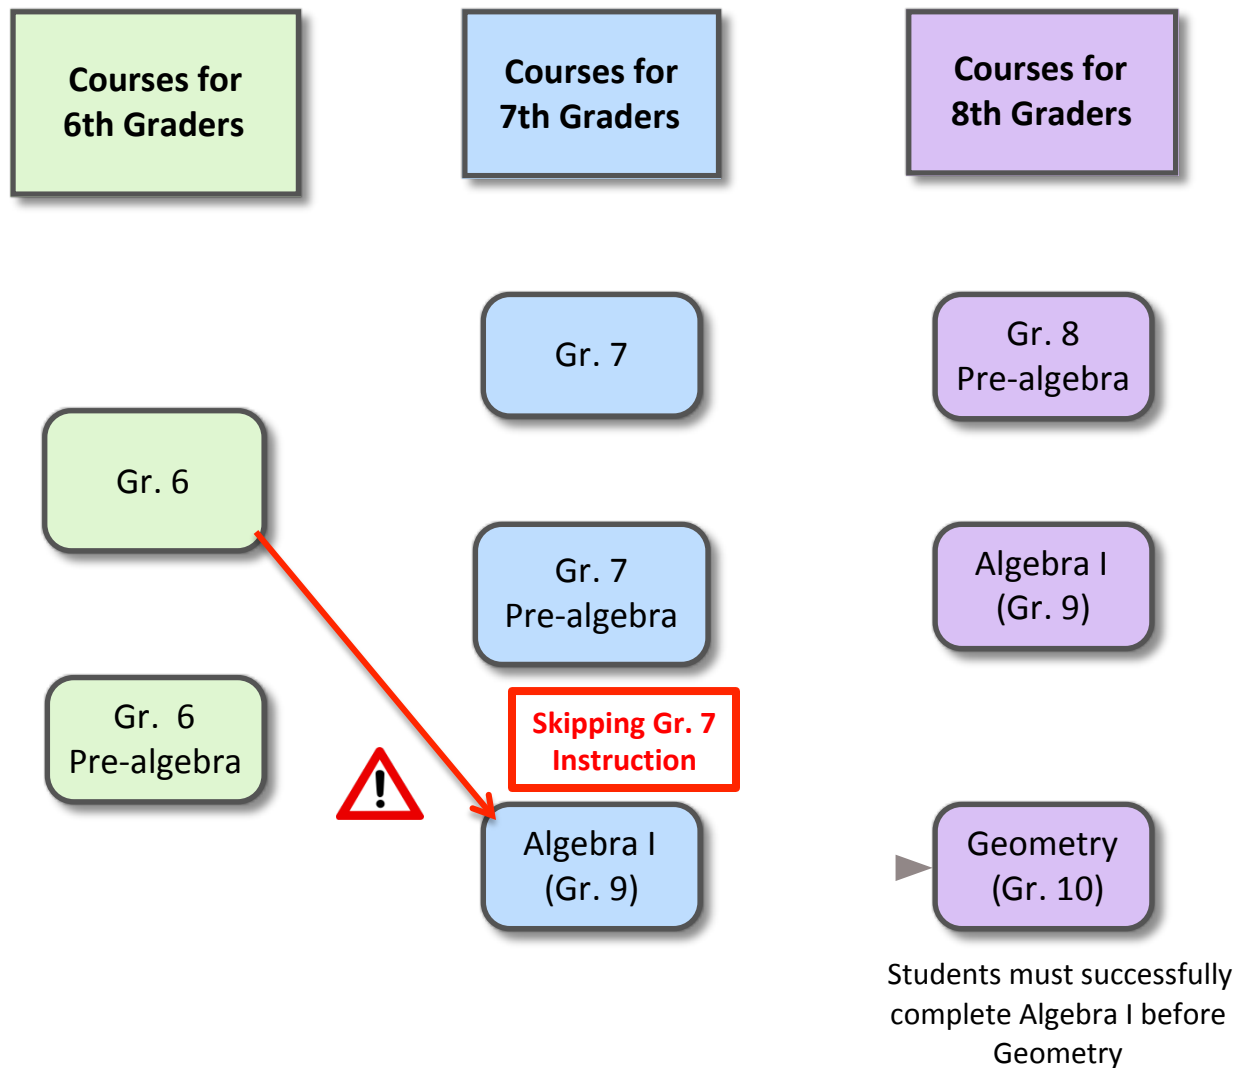 Courses for
6th Graders
Courses for
7th Graders
Courses for
8th Graders
Gr. 6
Gr. 6
Pre-algebra
Gr. 7
Gr. 7
Pre-algebra
Skipping Gr. 7
Instruction
!
Algebra I
(Gr. 9)
Gr. 8
Pre-algebra
Algebra I
(Gr. 9)
Geometry
(Gr. 10)
Students must successfully
complete Algebra I before
Geometry